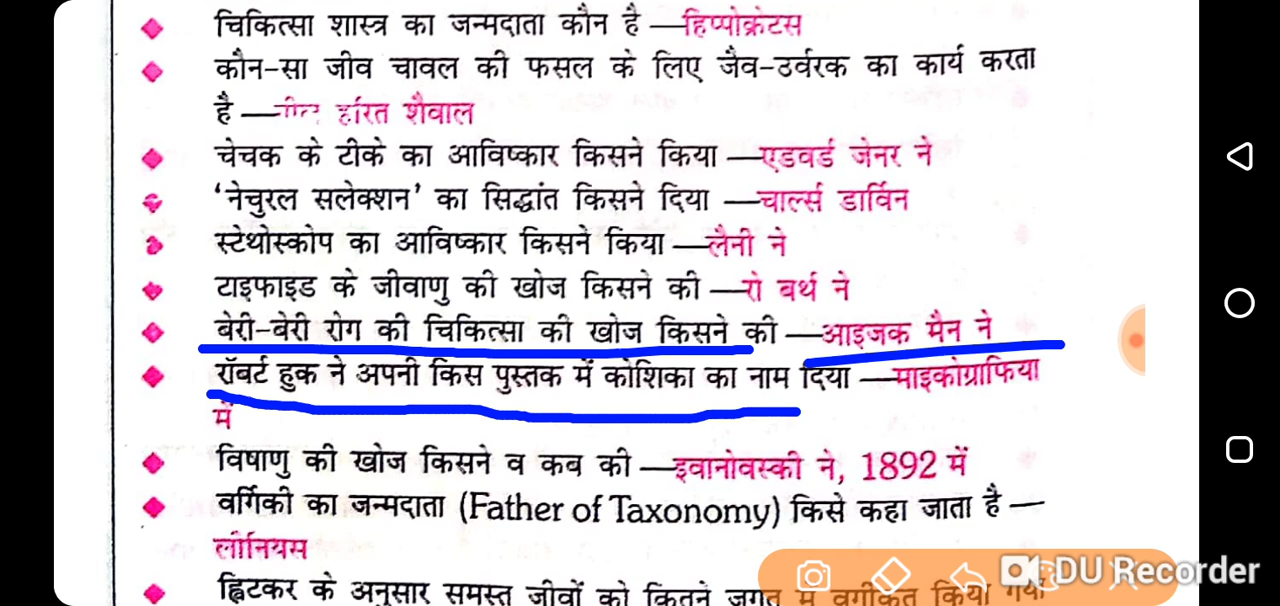 चिकित्सा शास्त्र का जन्मदाता कौन है —हिप्पोक्रेटस
कौन-सा जीव चावल की फसल के लिए जैव-उर्वरक का कार्य करता
है —नील हरित शैवाल
चेचक के टीके का आविष्कार किसने किया —एडवर्ड जेनर ने
‘नेचुरल सलेक्शन’ का सिद्धांत किसने दिया —चार्ल्स डार्विन
स्टेथोस्कोप का आविष्कार किसने किया —लैनी ने
टाइफाइड के जीवाणु की खोज किसने की —रो बर्थ ने
बेरी-बेरी रोग की चिकित्सा की खोज किसने की —आइजक मैन ने
रॉबर्ट हुक ने अपनी किस पुस्तक में कोशिका का नाम दिया —माइकोग्राफिया
में
विषाणु की खोज किसने व कब की —इवानोवस्की ने, 1892 में
वर्गिकी का जन्मदाता (Father of Taxonomy) किसे कहा जाता है —
लीनियस
ह्विटकर के अनुसार समस्त जीवों को कितने जगत में वर्गीकृत किया गया
DU Recorder